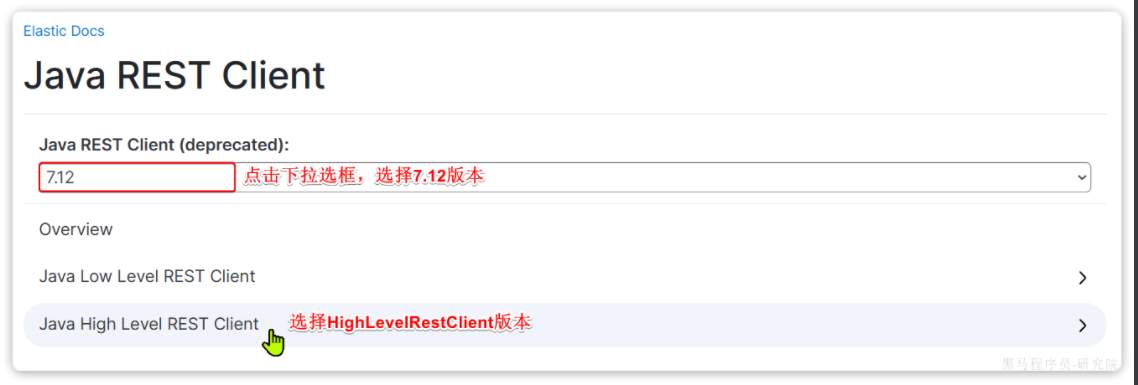 Elastic Docs
Java REST Client
Java REST Client (deprecated):
7.12 点击下拉选框，选择7.12版本
Overview
Java Low Level REST Client
Java High Level REST Client 选择HighLevelRestClient版本
黑马程序员-研究院